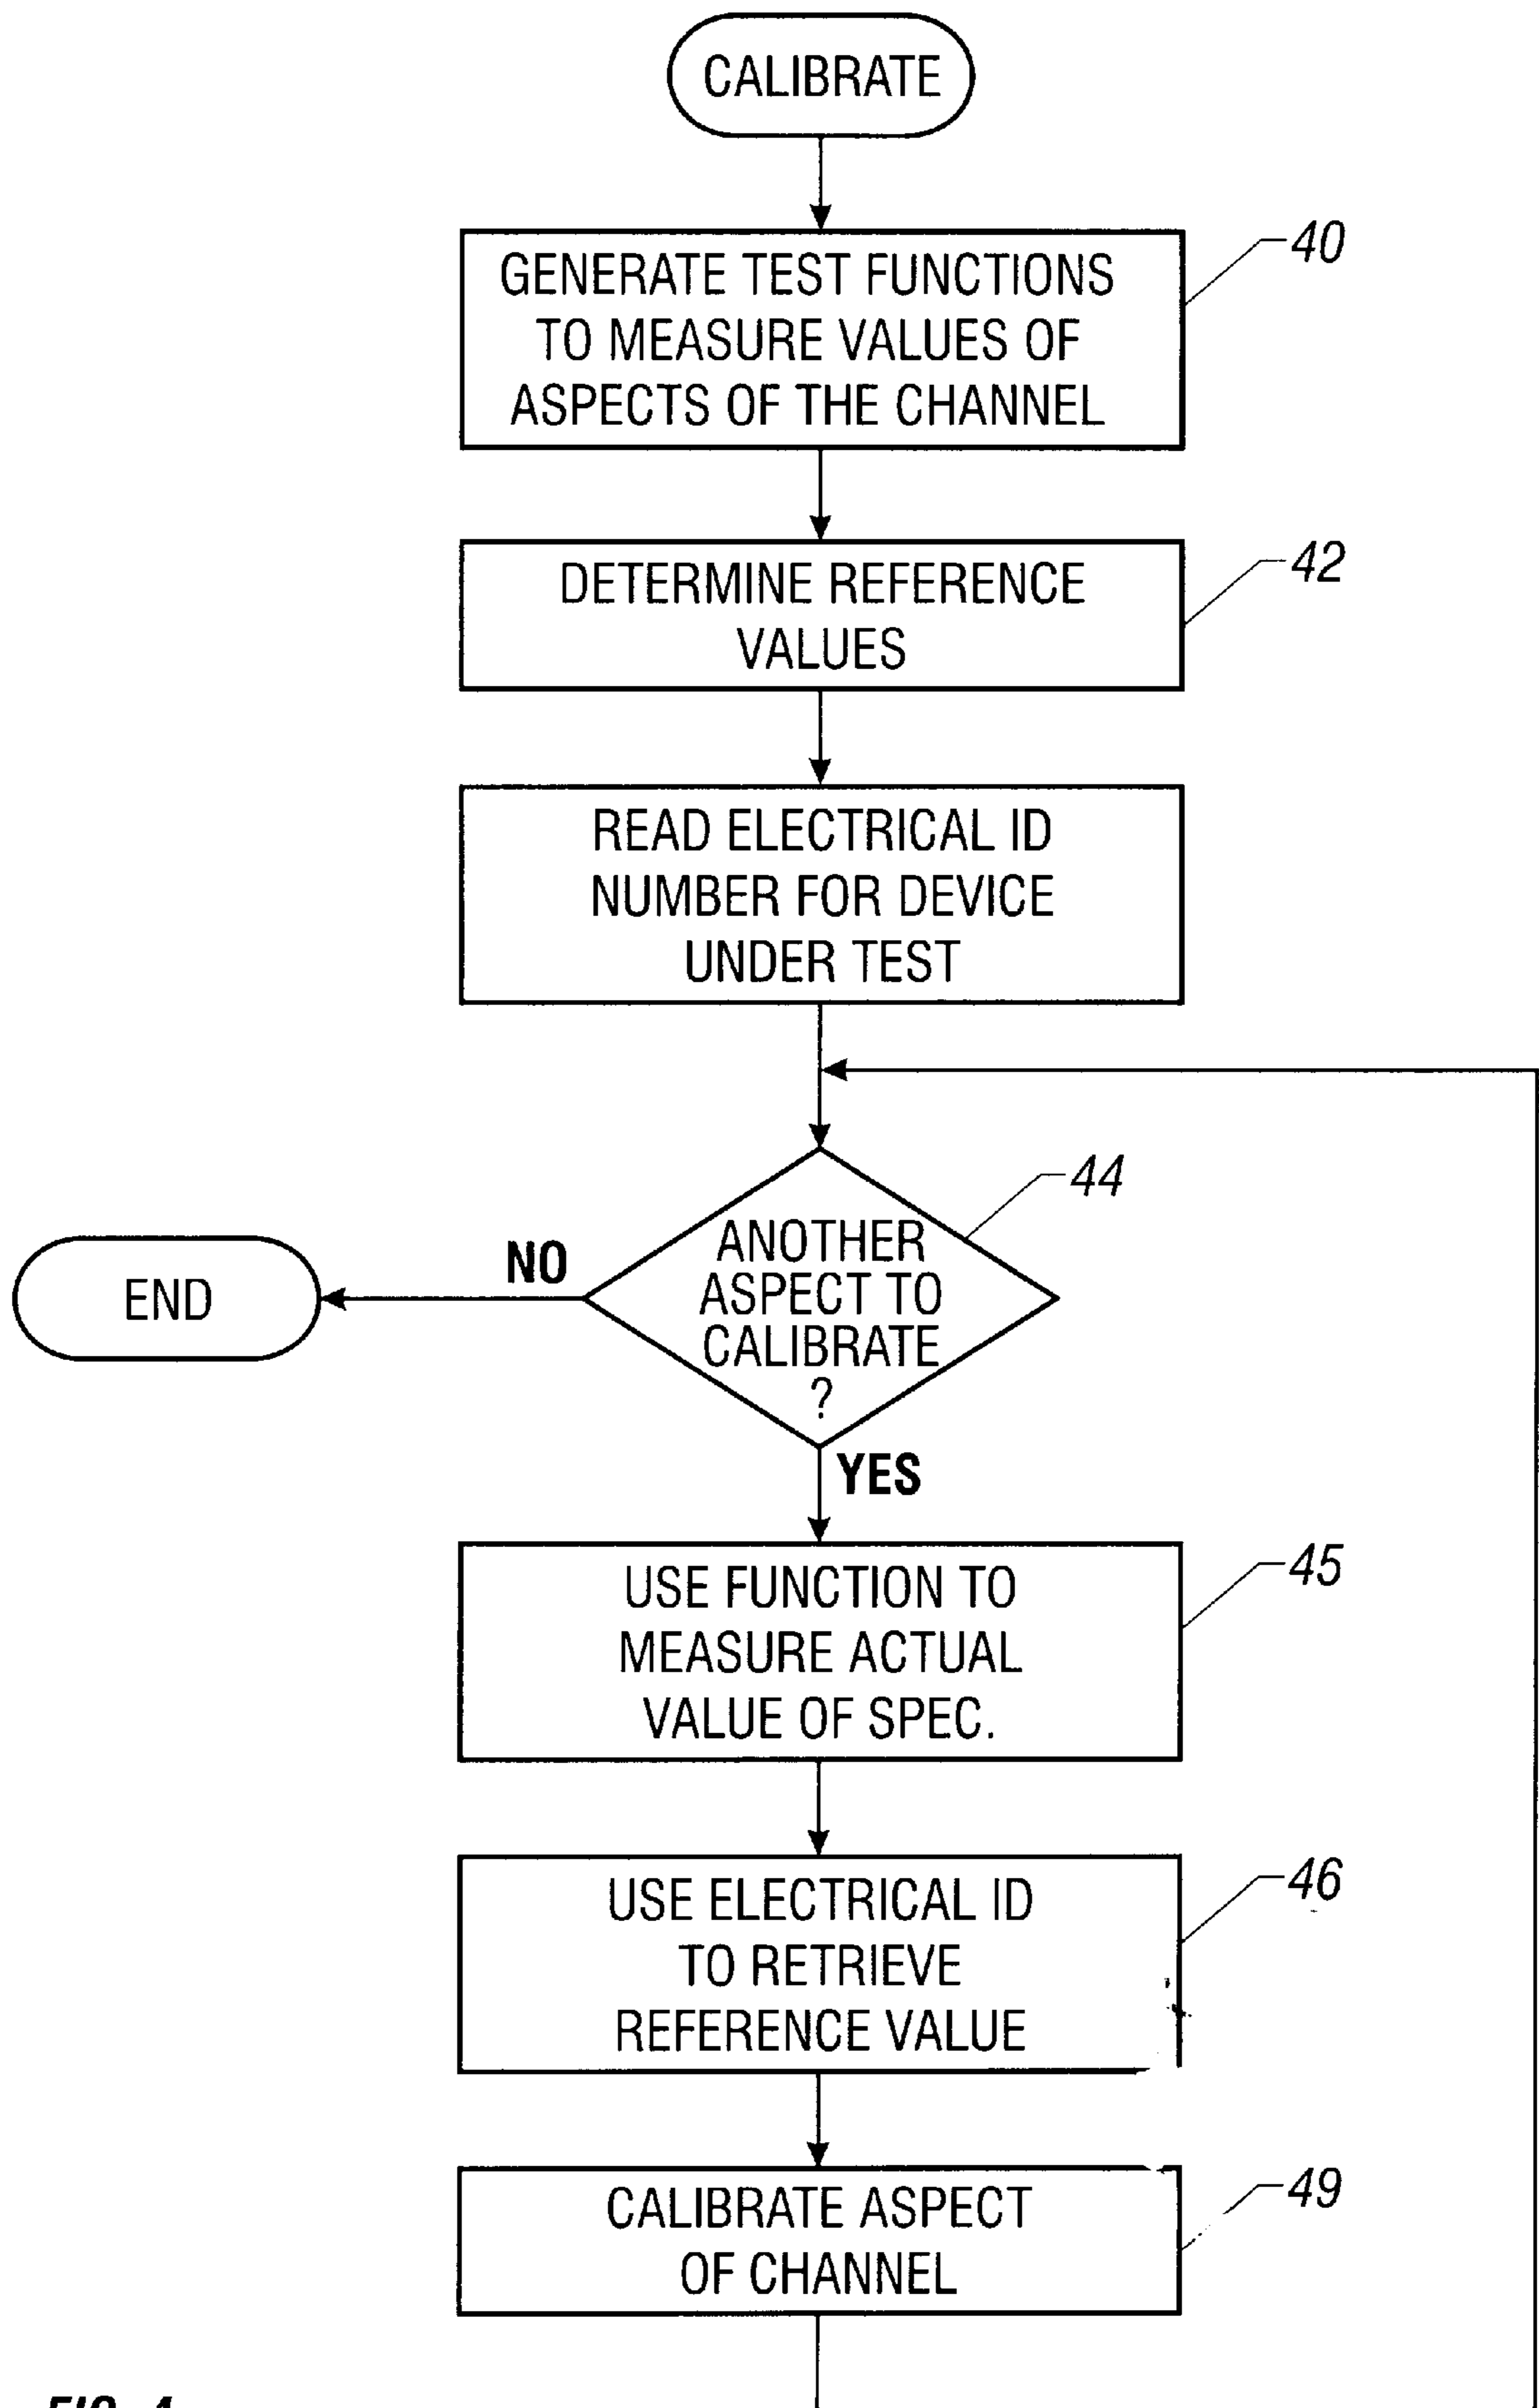 CALIBRATE
GENERATE TEST FUNCTIONS
TO MEASURE VALUES OF
ASPECTS OF THE CHANNEL
40
DETERMINE REFERENCE
VALUES
42
READ ELECTRICAL ID
NUMBER FOR DEVICE
UNDER TEST
44
ANOTHER
ASPECT TO
CALIBRATE
?
NO
END
YES
USE FUNCTION TO
MEASURE ACTUAL
VALUE OF SPEC.
45
USE ELECTRICAL ID
TO RETRIEVE
REFERENCE VALUE
46
CALIBRATE ASPECT
OF CHANNEL
49